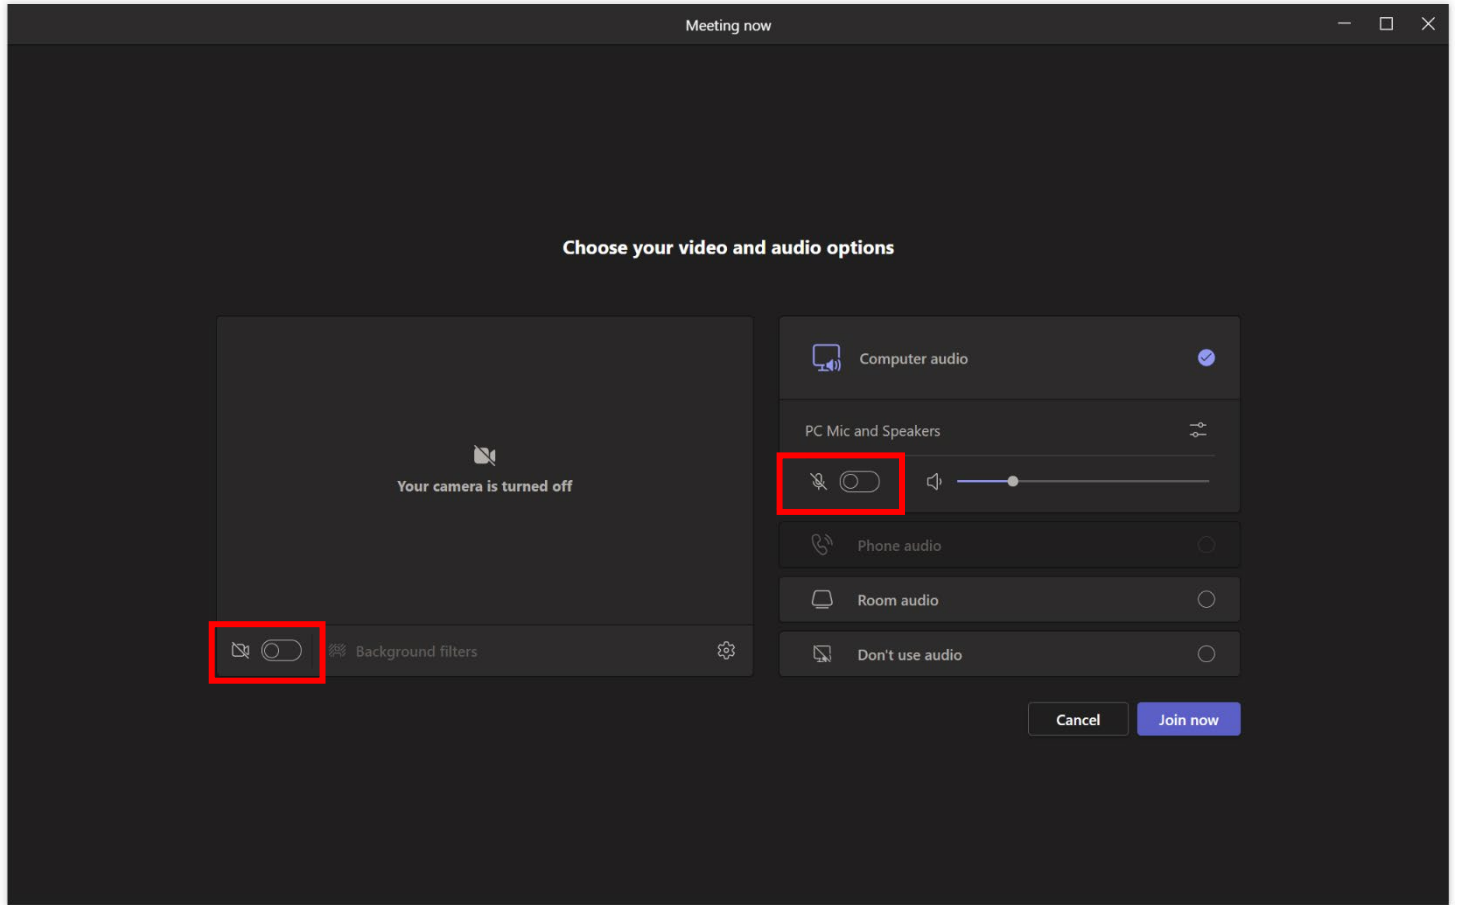 Meeting now
Choose your video and audio options
Your camera is turned off
Background filters
Computer audio
PC Mic and Speakers
Phone audio
Room audio
Don't use audio
Cancel
Join now